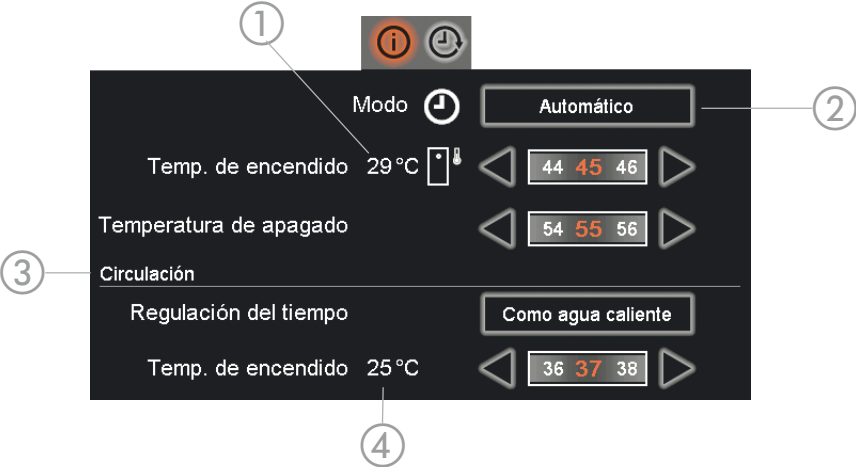 1
Modo Automático 2
Temp. de encendido 29°C 44 45 46
Temperatura de apagado 54 55 56
3 Circulación
Regulación del tiempo Como agua caliente
Temp. de encendido 25°C 36 37 38
4